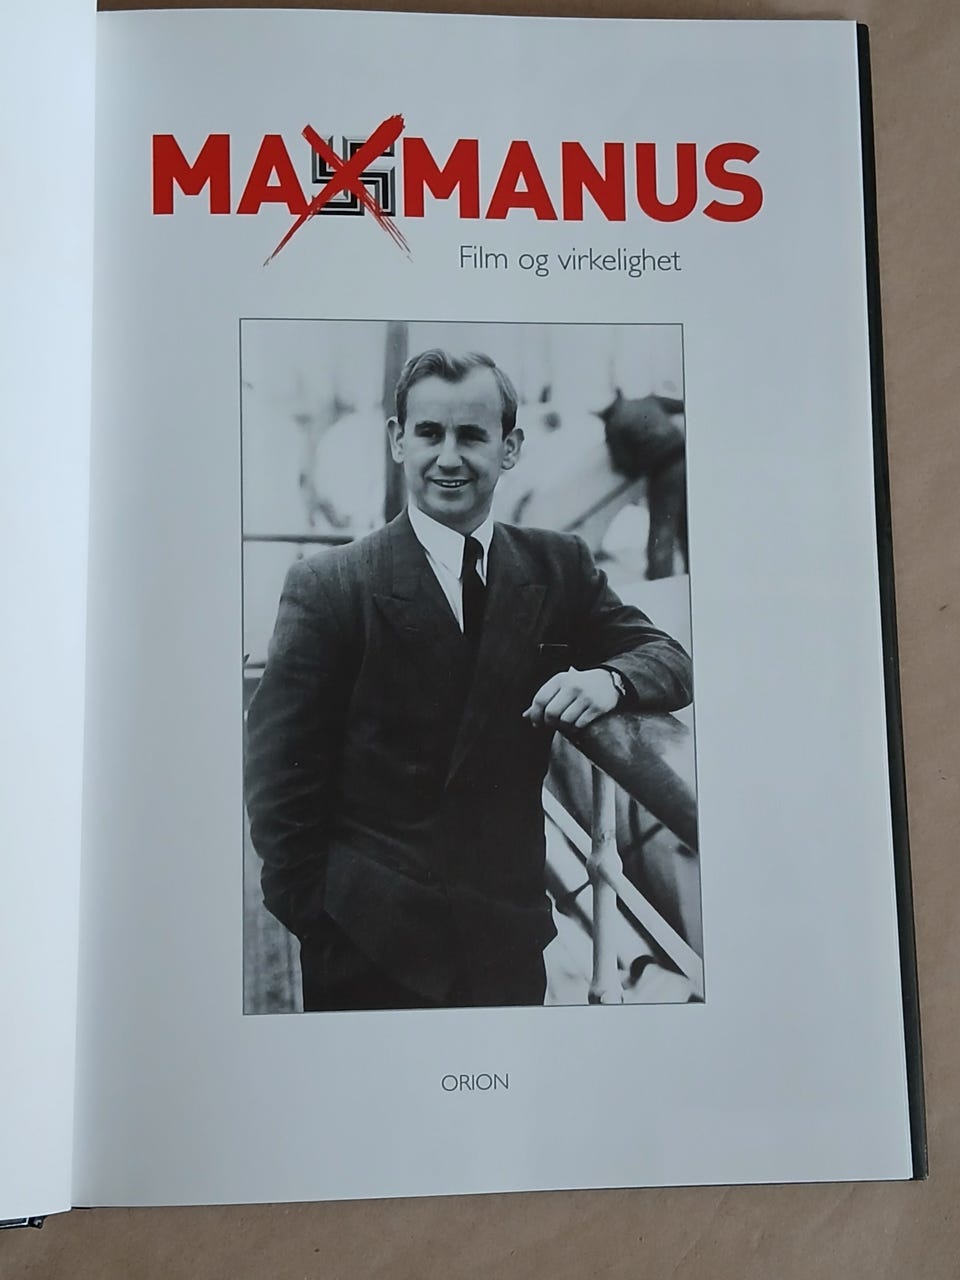 MAX MANUS
Film og virkelighet
ORION